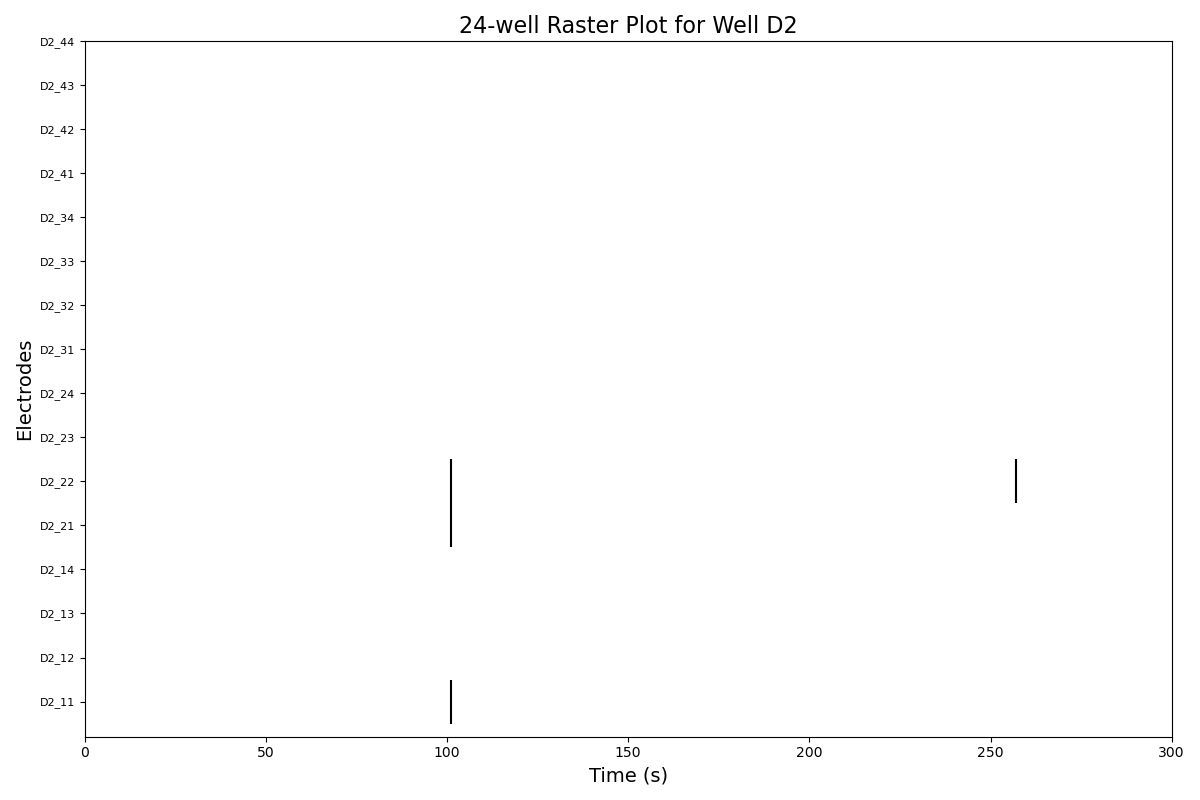 24-well Raster Plot for Well D2
D2_44
D2_43
D2_42
D2_41
D2_34
D2_33
D2_32
D2_31
D2_24
D2_23
D2_22
D2_21
D2_14
D2_13
D2_12
D2_11
Electrodes
0 50 100 150 200 250 300
Time (s)